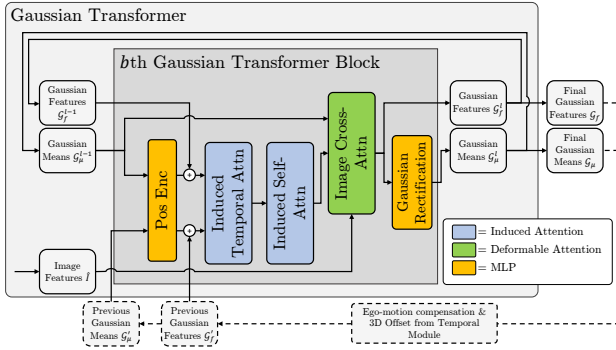 Gaussian Transformer
bth Gaussian Transformer Block
Gaussian
Features 𝒢_f^{l−1}
Gaussian
Means 𝒢_μ^{l−1}
Image
Features Î
Pos Enc
+
+
Induced
Temporal Attn
Induced Self-
Attn
Image Cross-
Attn
Gaussian
Rectification
Gaussian
Features 𝒢_f^l
Gaussian
Means 𝒢_μ^l
Final
Gaussian
Features 𝒢_f
Final
Gaussian
Means 𝒢_μ
= Induced Attention
= Deformable Attention
= MLP
Previous
Gaussian
Means 𝒢′_μ
Previous
Gaussian
Features 𝒢′_f
Ego-motion compensation &
3D Offset from Temporal
Module